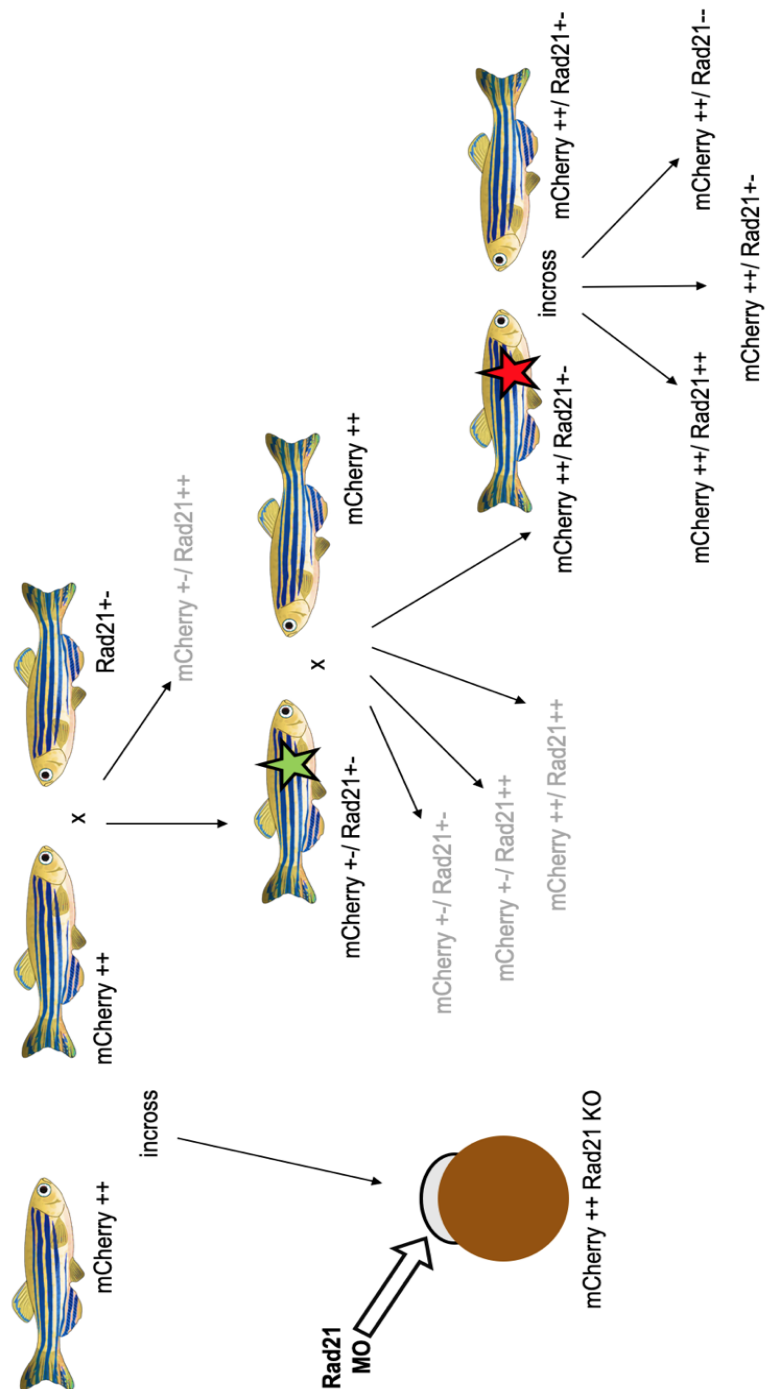 mCherry ++
mCherry ++
x
Rad21+-
incross
mCherry +-/ Rad21++
x
mCherry +-/ Rad21+-
mCherry ++
Rad21
MO
mCherry ++ Rad21 KO
mCherry +-/ Rad21+-
mCherry +-/ Rad21++
mCherry ++/ Rad21++
mCherry ++/ Rad21+-
incross
mCherry ++/ Rad21+-
mCherry ++/ Rad21++
mCherry ++/ Rad21+-
mCherry ++/ Rad21--